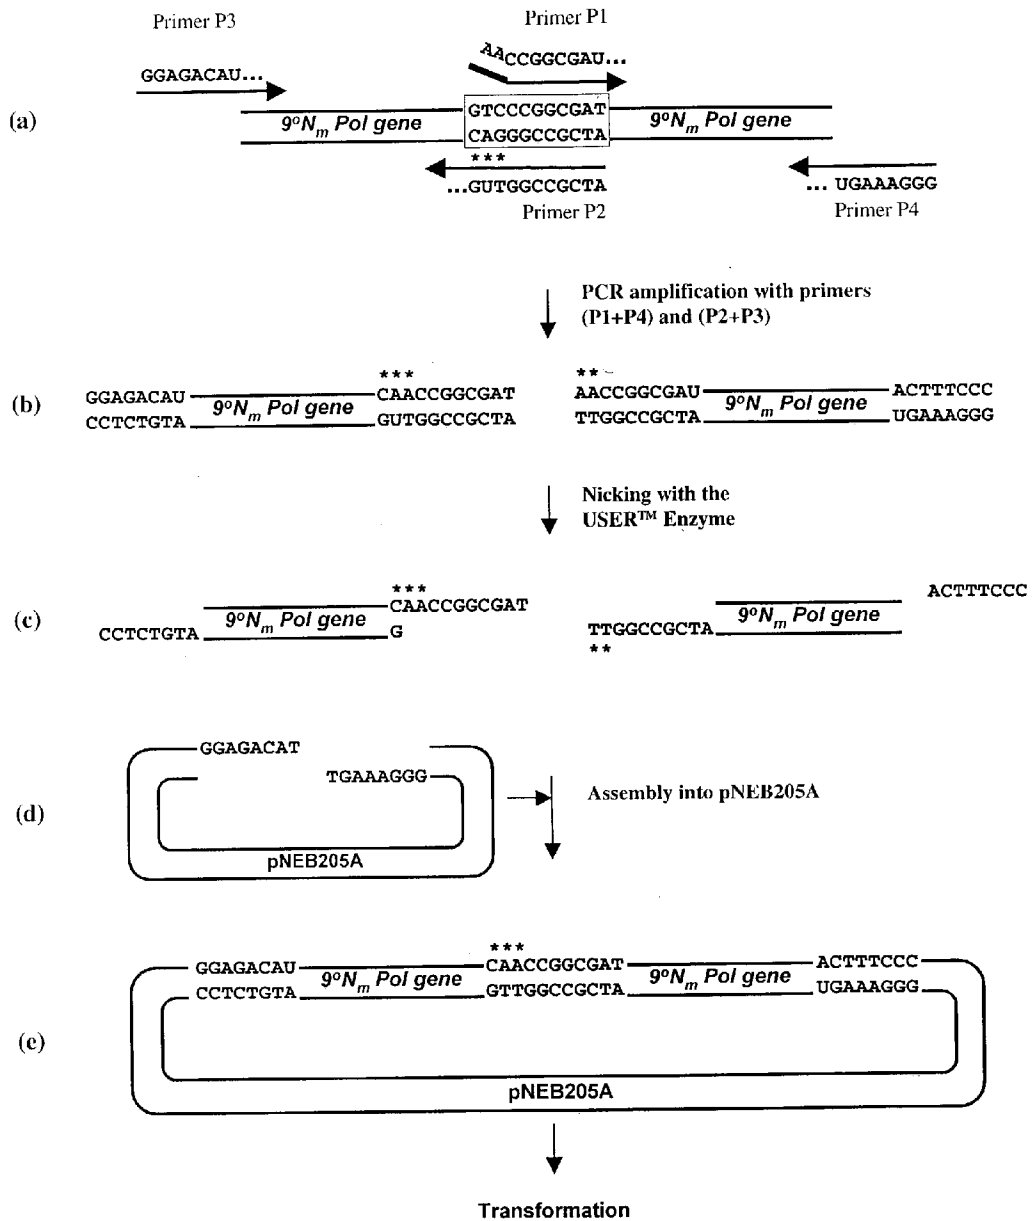 Primer P3
Primer P1
GGAGACAU...
AACCGGCGAU...
(a)
9°Nm Pol gene
GTCCCGGCGAT
CAGGGCCGCTA
9°Nm Pol gene
***
...GUTGGCCGCTA
Primer P2
... UGAAAGGG
Primer P4
PCR amplification with primers
(P1+P4) and (P2+P3)
(b)
***
GGAGACAU
9°Nm Pol gene
CAACCGGCGAT
CCTCTGTA
GUTGGCCGCTA
**
AACCGGCGAU
9°Nm Pol gene
ACTTTCCC
TTGGCCGCTA
UGAAAGGG
Nicking with the
USER™ Enzyme
(c)
***
CAACCGGCGAT
CCTCTGTA
9°Nm Pol gene
G
ACTTTCCC
TTGGCCGCTA
9°Nm Pol gene
**
(d)
GGAGACAT
TGAAAGGG
pNEB205A
Assembly into pNEB205A
(e)
***
GGAGACAU
9°Nm Pol gene
CAACCGGCGAT
9°Nm Pol gene
ACTTTCCC
CCTCTGTA
GTTGGCCGCTA
UGAAAGGG
pNEB205A
Transformation